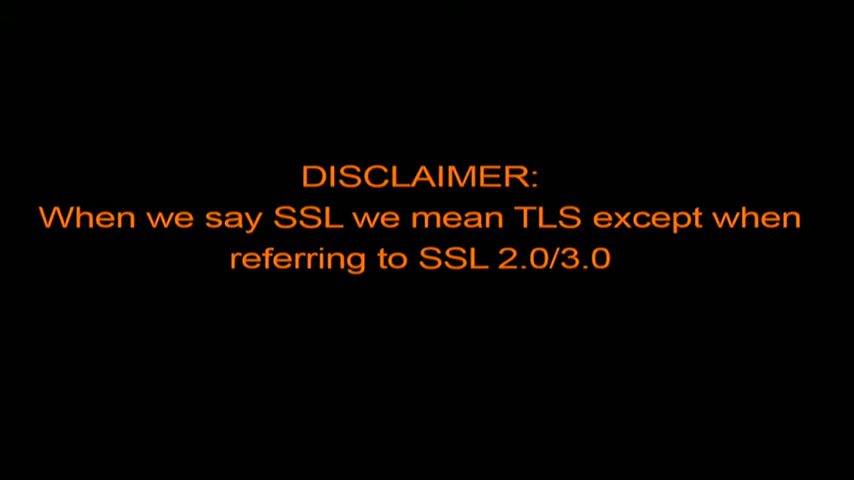 DISCLAIMER:
When we say SSL we mean TLS except when
referring to SSL 2.0/3.0